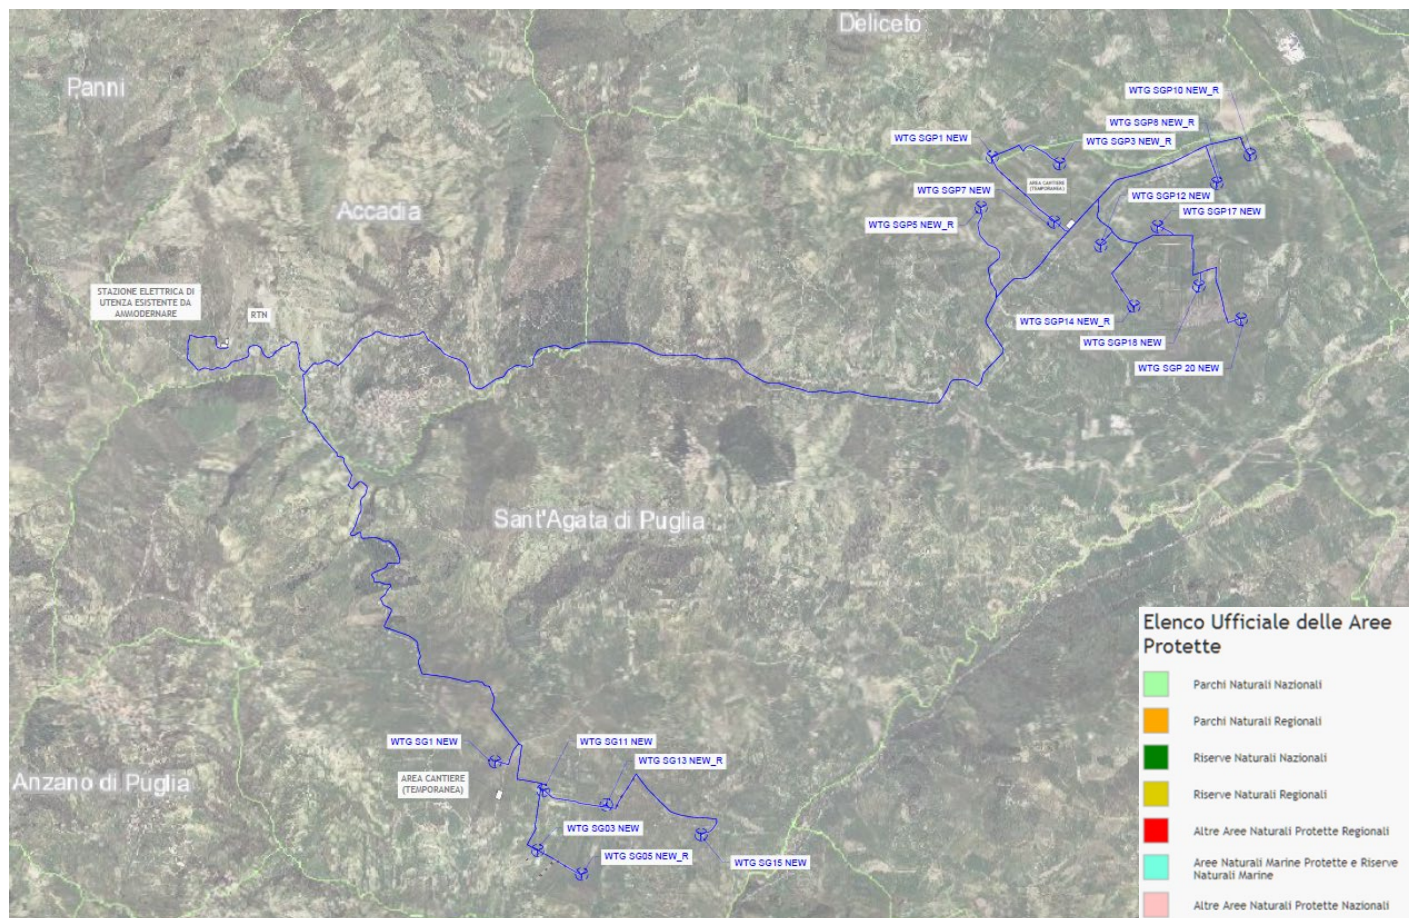 Deliceto
Panni
WTG SGP10 NEW_R
WTG SGP8 NEW_R
WTG SGP1 NEW
WTG SGP3 NEW_R
AREA CANTIERE
(TEMPORANEA)
WTG SGP7 NEW
WTG SGP12 NEW
WTG SGP17 NEW
Accadia
WTG SGP5 NEW_R
STAZIONE ELETTRICA DI
UTENZA ESISTENTE DA
AMMODERNARE
RTN
WTG SGP14 NEW_R
WTG SGP18 NEW
WTG SGP 20 NEW
Sant'Agata di Puglia
Elenco Ufficiale delle Aree
Protette
Parchi Naturali Nazionali
Parchi Naturali Regionali
Riserve Naturali Nazionali
Riserve Naturali Regionali
Altre Aree Naturali Protette Regionali
Aree Naturali Marine Protette e Riserve
Naturali Marine
Altre Aree Naturali Protette Nazionali
WTG SG1 NEW
WTG SG11 NEW
WTG SG13 NEW_R
Anzano di Puglia
AREA CANTIERE
(TEMPORANEA)
WTG SG03 NEW
WTG SG05 NEW_R
WTG SG15 NEW